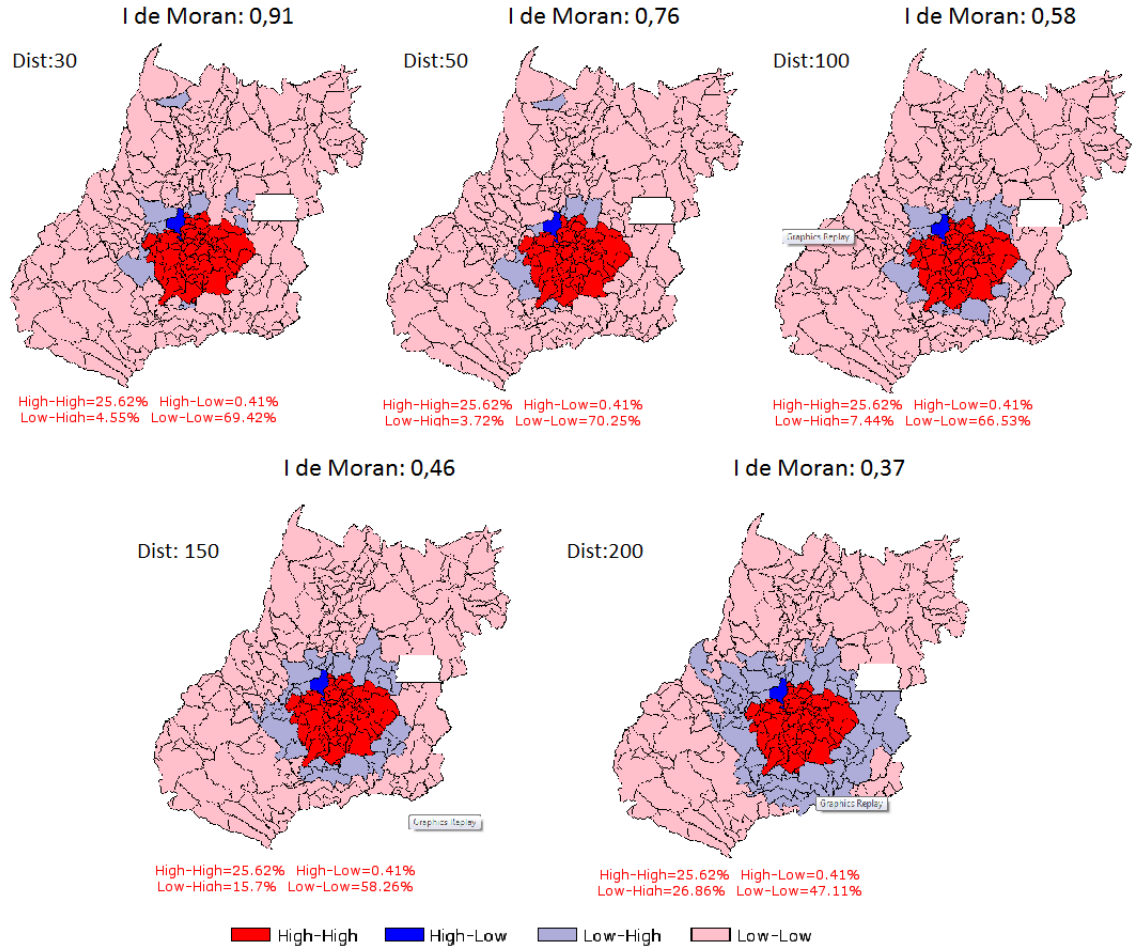 I de Moran: 0,91
I de Moran: 0,76
I de Moran: 0,58
Dist:30
Dist:50
Dist:100
Graphics Replay
High-High=25.62% High-Low=0.41%
Low-High=4.55% Low-Low=69.42%
High-High=25.62% High-Low=0.41%
Low-High=3.72% Low-Low=70.25%
High-High=25.62% High-Low=0.41%
Low-High=7.44% Low-Low=66.53%
I de Moran: 0,46
I de Moran: 0,37
Dist: 150
Dist:200
Graphics Replay
Graphics Replay
High-High=25.62% High-Low=0.41%
Low-High=15.7% Low-Low=58.26%
High-High=25.62% High-Low=0.41%
Low-High=26.86% Low-Low=47.11%
High-High High-Low Low-High Low-Low